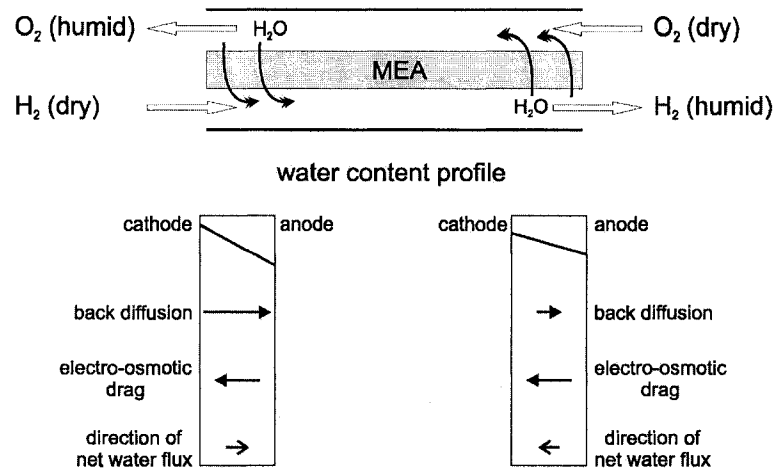 O₂ (humid)
H₂O
O₂ (dry)
MEA
H₂ (dry)
H₂O
H₂ (humid)
water content profile
cathode
anode
cathode
anode
back diffusion
back diffusion
electro-osmotic
drag
electro-osmotic
drag
direction of
net water flux
direction of
net water flux